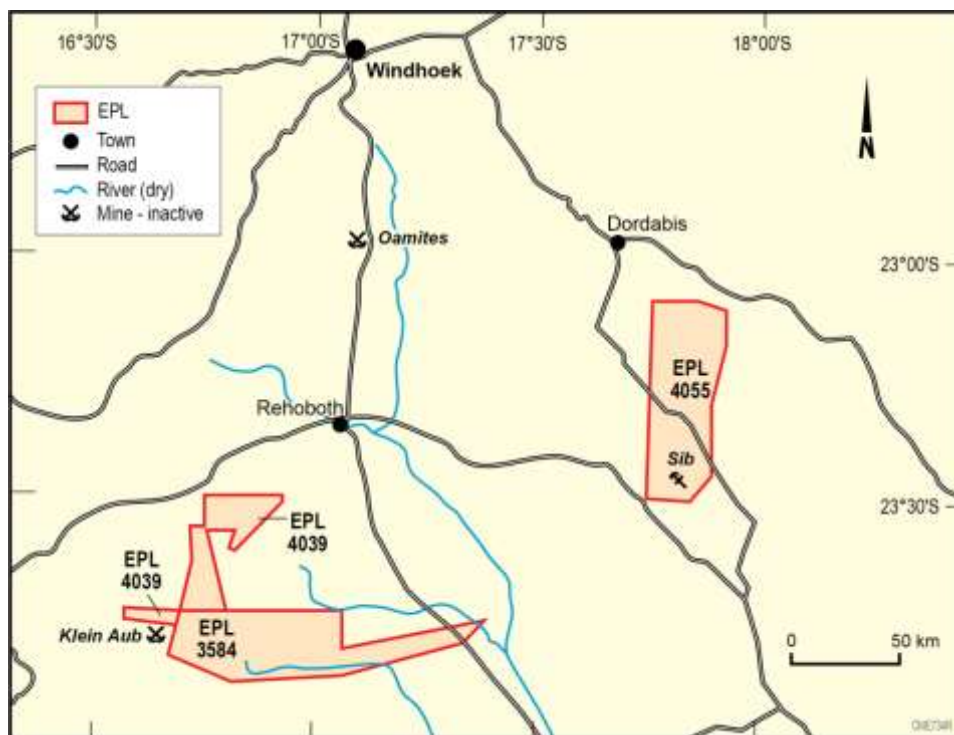 16°30'S
17°00'S
17°30'S
18°00'S
Windhoek
EPL
Town
Road
River (dry)
Mine - inactive
N
Oamites
Dordabis
23°00'S
EPL
4055
Rehoboth
Sib
23°30'S
EPL
4039
EPL
4039
Klein Aub
EPL
3584
0
50 km